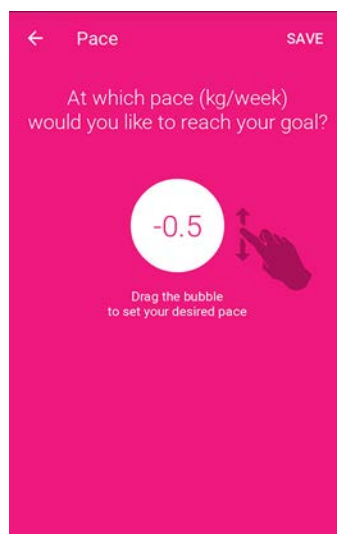 Pace
SAVE
At which pace (kg/week)
would you like to reach your goal?
-0.5
Drag the bubble
to set your desired pace